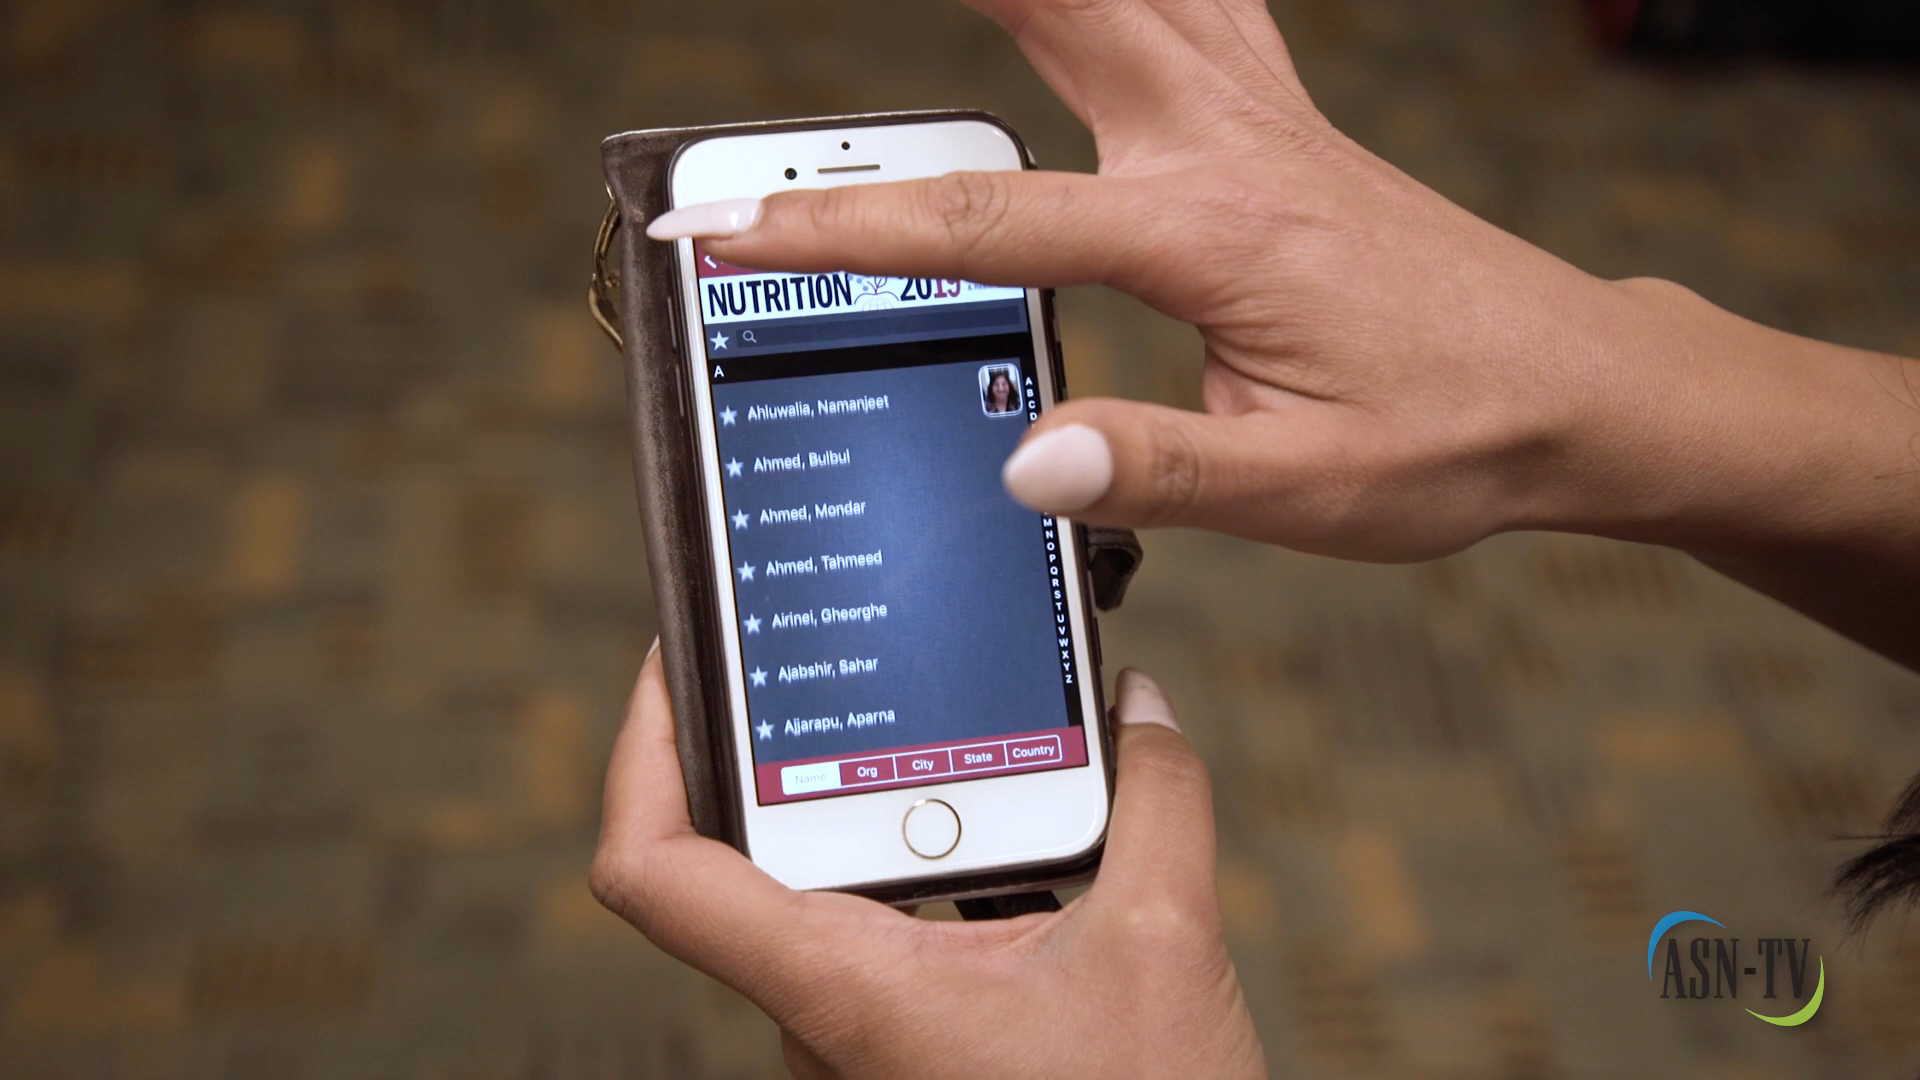 NUTRITION 2019
A
Ahluwalia, Namanjeet
Ahmed, Bulbul
Ahmed, Mondar
Ahmed, Tahmeed
Airinei, Gheorghe
Ajabshir, Sahar
Ajjarapu, Aparna
A
B
C
D
M
N
O
P
Q
R
S
T
U
V
W
X
Y
Z
Name Org City State Country
ASN-TV